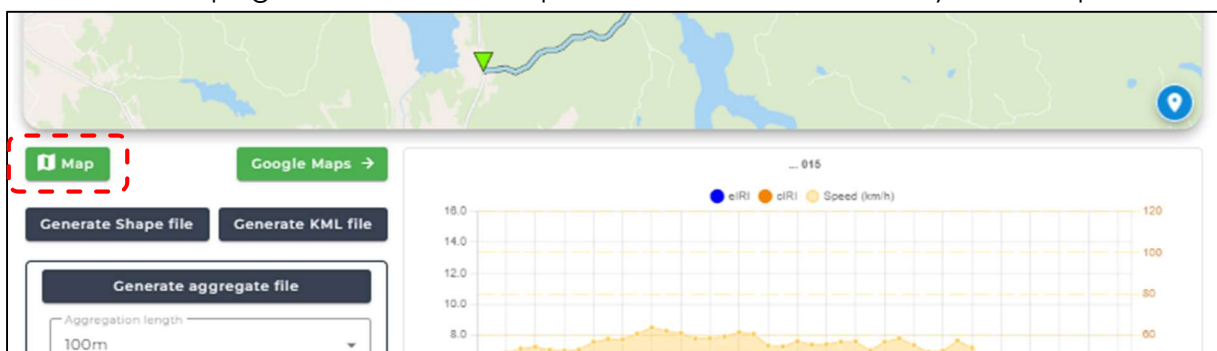 Map
Google Maps →
Generate Shape file
Generate KML file
Generate aggregate file
Aggregation length
100m
... 015
eIRI cIRI Speed (km/h)
16.0
14.0
12.0
10.0
8.0
120
100
80
60